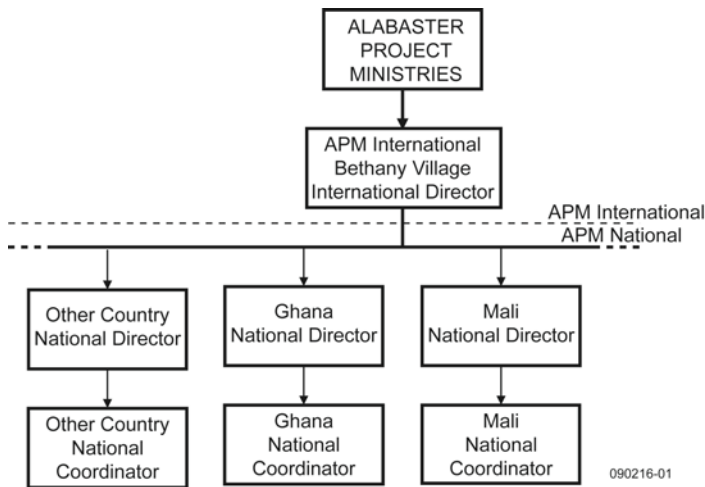 ALABASTER
PROJECT
MINISTRIES
APM International
Bethany Village
International Director
APM International
APM National
Other Country
National Director
Ghana
National Director
Mali
National Director
Other Country
National
Coordinator
Ghana
National
Coordinator
Mali
National
Coordinator
090216-01